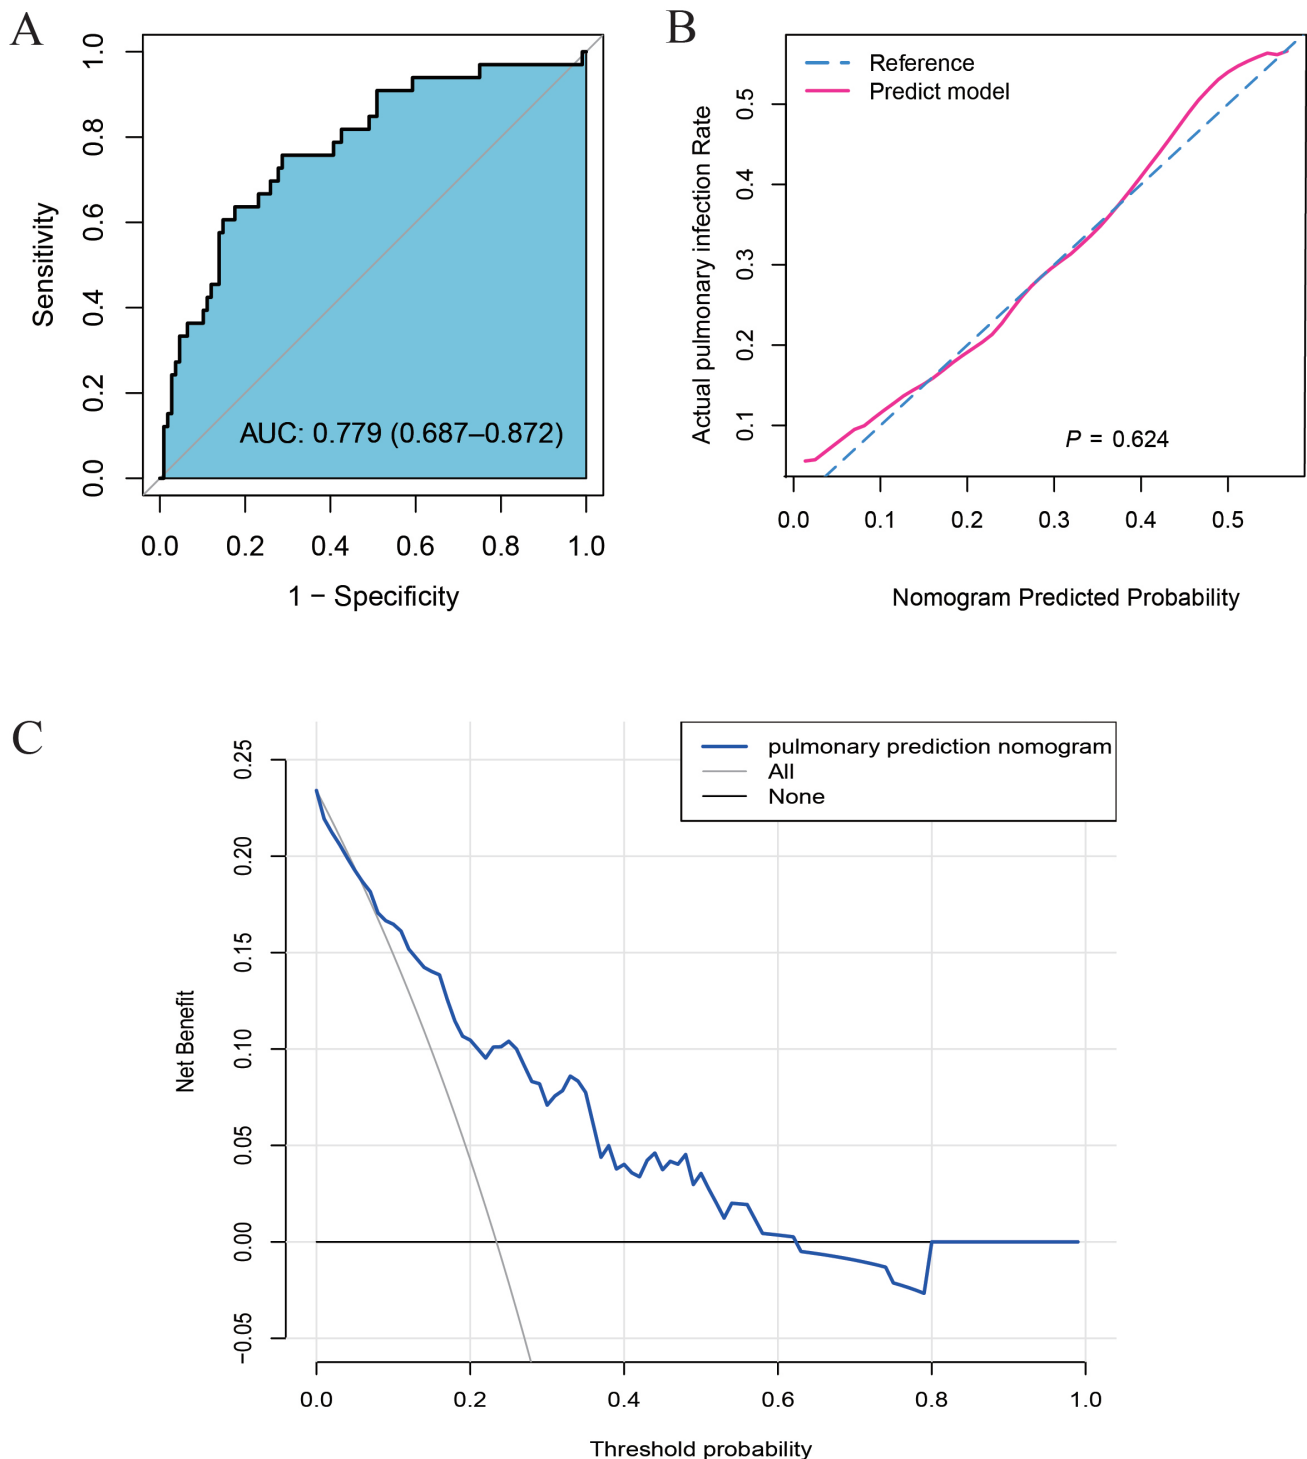 A
1.0
0.8
0.6
0.4
0.2
0.0
Sensitivity
AUC: 0.779 (0.687–0.872)
0.0 0.2 0.4 0.6 0.8 1.0
1 − Specificity
B
Reference
Predict model
0.5
0.4
0.3
0.2
0.1
Actual pulmonary infection Rate
P = 0.624
0.0 0.1 0.2 0.3 0.4 0.5
Nomogram Predicted Probability
C
pulmonary prediction nomogram
All
None
0.25
0.20
0.15
0.10
0.05
0.00
−0.05
Net Benefit
0.0 0.2 0.4 0.6 0.8 1.0
Threshold probability